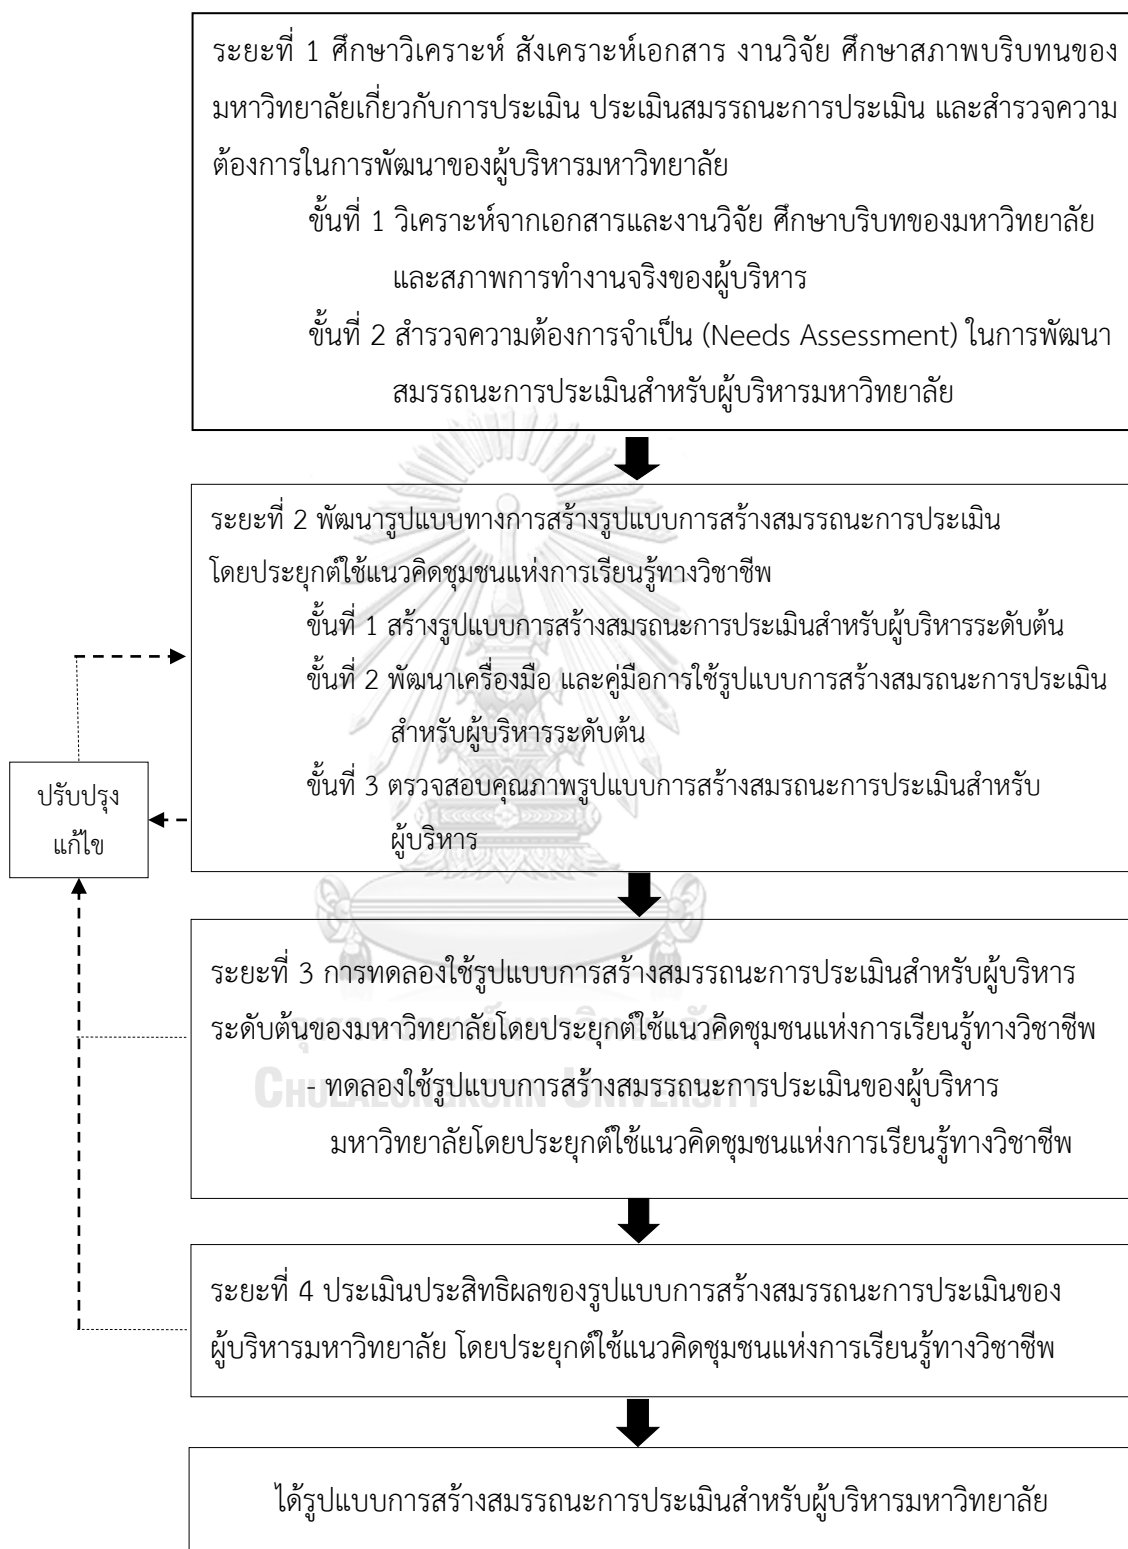 ระยะที่ 1 ศึกษาวิเคราะห์ สังเคราะห์เอกสาร งานวิจัย ศึกษาสภาพบริบทนของ
มหาวิทยาลัยเกี่ยวกับการประเมิน ประเมินสมรรถนะการประเมิน และสำรวจความ
ต้องการในการพัฒนาของผู้บริหารมหาวิทยาลัย
ขั้นที่ 1 วิเคราะห์จากเอกสารและงานวิจัย ศึกษาบริบทของมหาวิทยาลัย
และสภาพการทำงานจริงของผู้บริหาร
ขั้นที่ 2 สำรวจความต้องการจำเป็น (Needs Assessment) ในการพัฒนา
สมรรถนะการประเมินสำหรับผู้บริหารมหาวิทยาลัย
ระยะที่ 2 พัฒนารูปแบบทางการสร้างรูปแบบการสร้างสมรรถนะการประเมิน
โดยประยุกต์ใช้แนวคิดชุมชนแห่งการเรียนรู้ทางวิชาชีพ
ขั้นที่ 1 สร้างรูปแบบการสร้างสมรถนะการประเมินสำหรับผู้บริหารระดับต้น
ขั้นที่ 2 พัฒนาเครื่องมือ และคู่มือการใช้รูปแบบการสร้างสมรถนะการประเมิน
สำหรับผู้บริหารระดับต้น
ขั้นที่ 3 ตรวจสอบคุณภาพรูปแบบการสร้างสมรถนะการประเมินสำหรับ
ผู้บริหาร
ปรับปรุง
แก้ไข
ระยะที่ 3 การทดลองใช้รูปแบบการสร้างสมรรถนะการประเมินสำหรับผู้บริหาร
ระดับต้นของมหาวิทยาลัยโดยประยุกต์ใช้แนวคิดชุมชนแห่งการเรียนรู้ทางวิชาชีพ
จุฬาลงกรณ์มหาวิทยาลัย
- ทดลองใช้รูปแบบการสร้างสมรรถนะการประเมินของผู้บริหาร
CHULALONGKORN UNIVERSITY
มหาวิทยาลัยโดยประยุกต์ใช้แนวคิดชุมชนแห่งการเรียนรู้ทางวิชาชีพ
ระยะที่ 4 ประเมินประสิทธิผลของรูปแบบการสร้างสมรรถนะการประเมินของ
ผู้บริหารมหาวิทยาลัย โดยประยุกต์ใช้แนวคิดชุมชนแห่งการเรียนรู้ทางวิชาชีพ
ได้รูปแบบการสร้างสมรรถนะการประเมินสำหรับผู้บริหารมหาวิทยาลัย